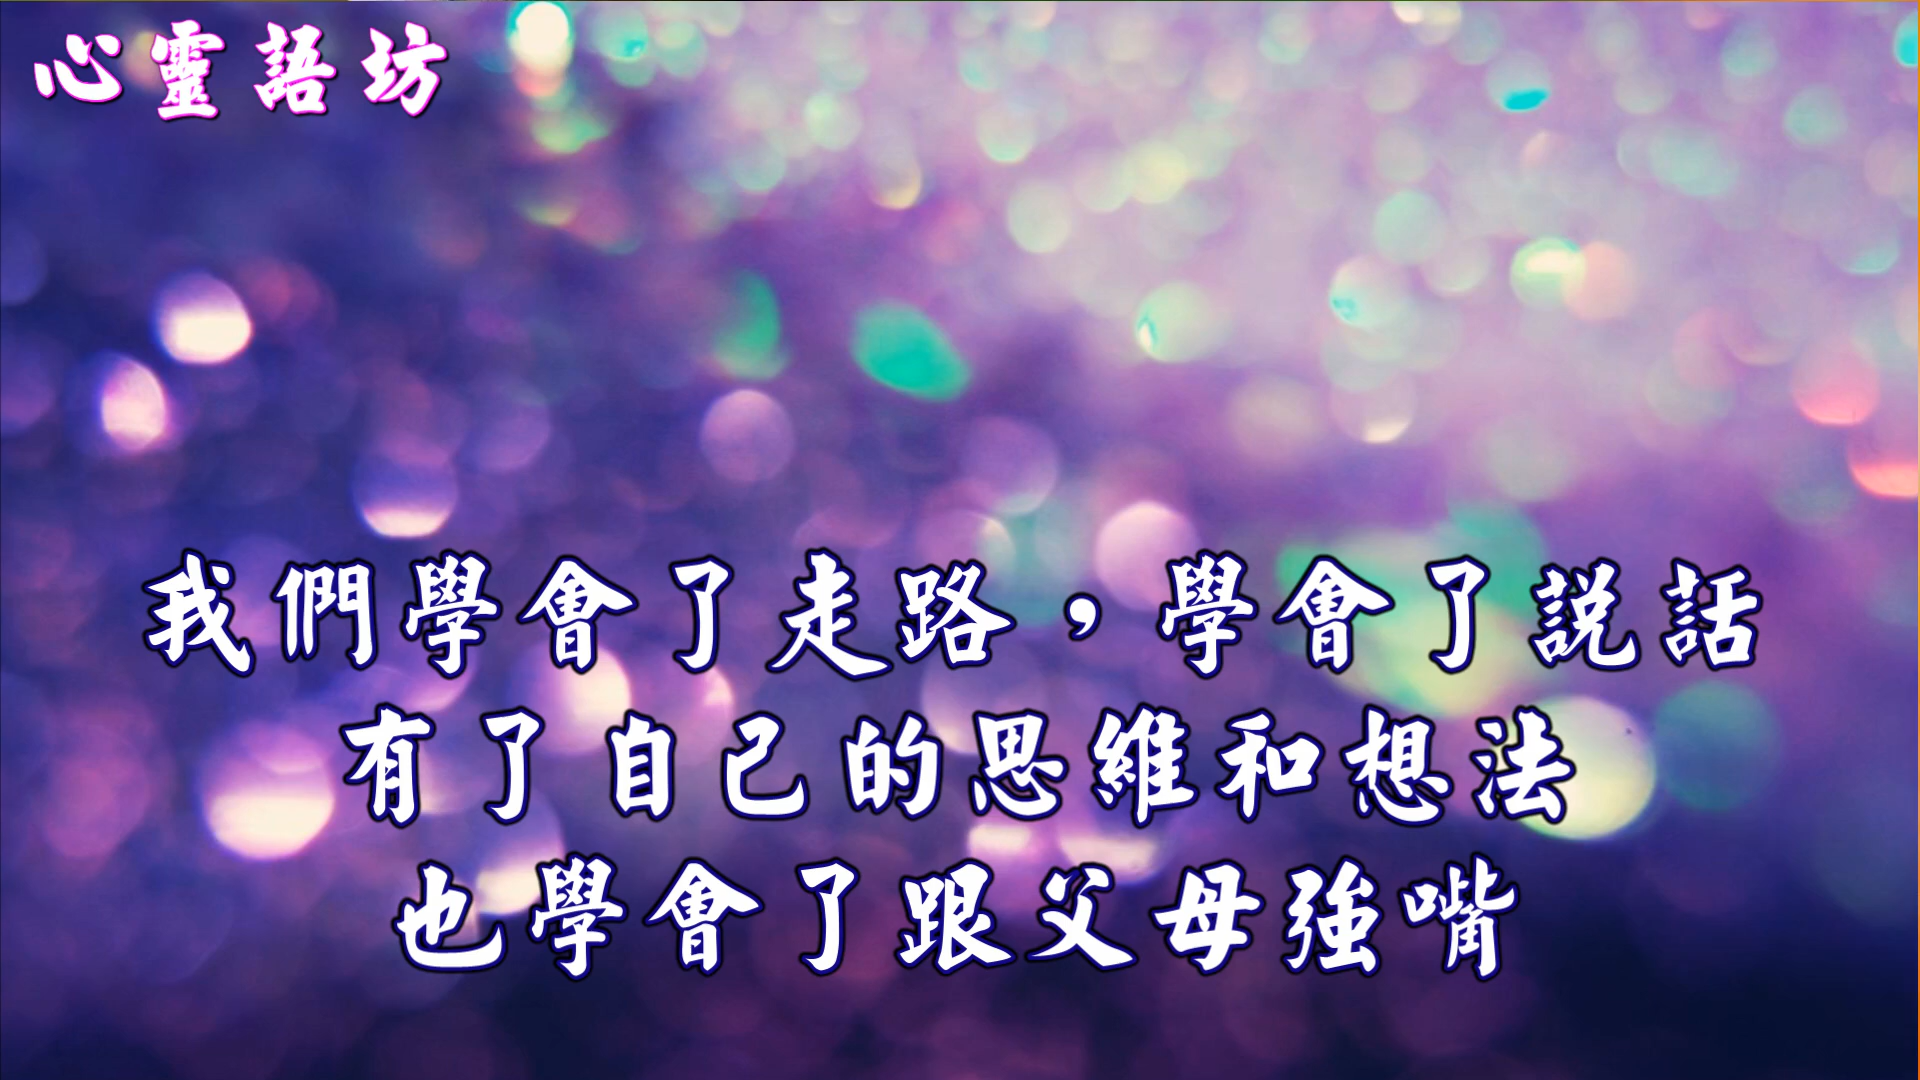 心靈語坊
我們學會了走路，學會了説話
有了自己的思維和想法
也學會了跟父母強嘴